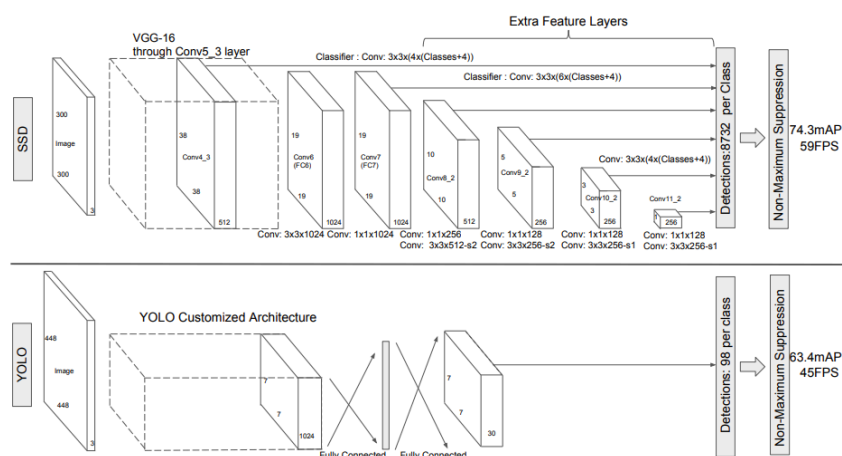 Extra Feature Layers
VGG-16
through Conv5_3 layer
Classifier : Conv: 3x3x(4x(Classes+4))
Classifier : Conv: 3x3x(6x(Classes+4))
SSD
300
Image
300
3
38
Conv4_3
38
512
19
Conv6
(FC6)
19
1024
19
Conv7
(FC7)
19
1024
10
Conv8_2
10
512
5
Conv9_2
5
256
Conv: 3x3x(4x(Classes+4))
3
Conv10_2
3
256
Conv11_2
1
256
Conv: 3x3x1024
Conv: 1x1x1024
Conv: 1x1x256
Conv: 3x3x512-s2
Conv: 1x1x128
Conv: 3x3x256-s2
Conv: 1x1x128
Conv: 3x3x256-s1
Conv: 1x1x128
Conv: 3x3x256-s1
Detections:8732 per Class
Non-Maximum Suppression
74.3mAP
59FPS
YOLO
448
Image
448
3
YOLO Customized Architecture
7
7
1024
Fully Connected
Fully Connected
7
7
30
Detections: 98 per class
Non-Maximum Suppression
63.4mAP
45FPS